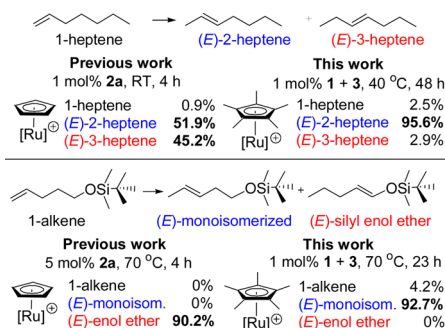 1-heptene (E)-2-heptene + (E)-3-heptene
Previous work
1 mol% 2a, RT, 4 h
[Ru]⊕
1-heptene 0.9%
(E)-2-heptene 51.9%
(E)-3-heptene 45.2%
This work
1 mol% 1 + 3, 40 °C, 48 h
[Ru]⊕
1-heptene 2.5%
(E)-2-heptene 95.6%
(E)-3-heptene 2.9%
OSi OSi + OSi
1-alkene (E)-monoisomerized (E)-silyl enol ether
Previous work
5 mol% 2a, 70 °C, 4 h
[Ru]⊕
1-alkene 0%
(E)-monoisom. 0%
(E)-enol ether 90.2%
This work
1 mol% 1 + 3, 70 °C, 23 h
[Ru]⊕
1-alkene 4.2%
(E)-monoisom. 92.7%
(E)-enol ether 0%